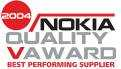 2004
NOKIA
QUALITY
AWARD
BEST PERFORMING SUPPLIER